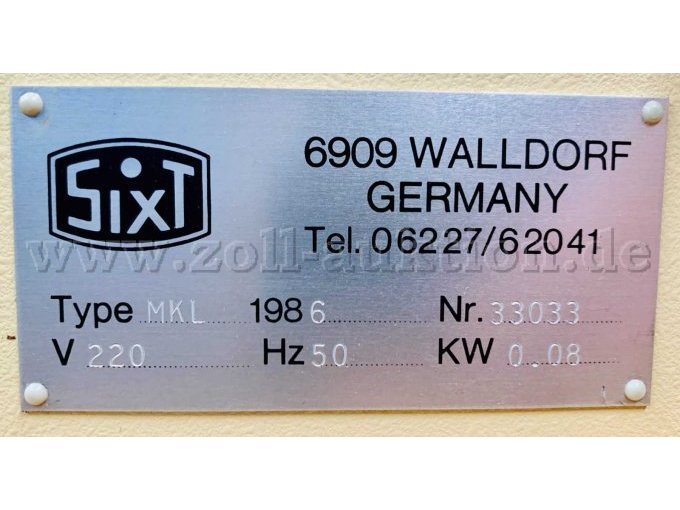 SixT
6909 WALLDORF
GERMANY
Tel. 06227/62041
www.zoll-auktion.de
Type MKL 1986 Nr. 33033
V 220 Hz 50 KW 0.08